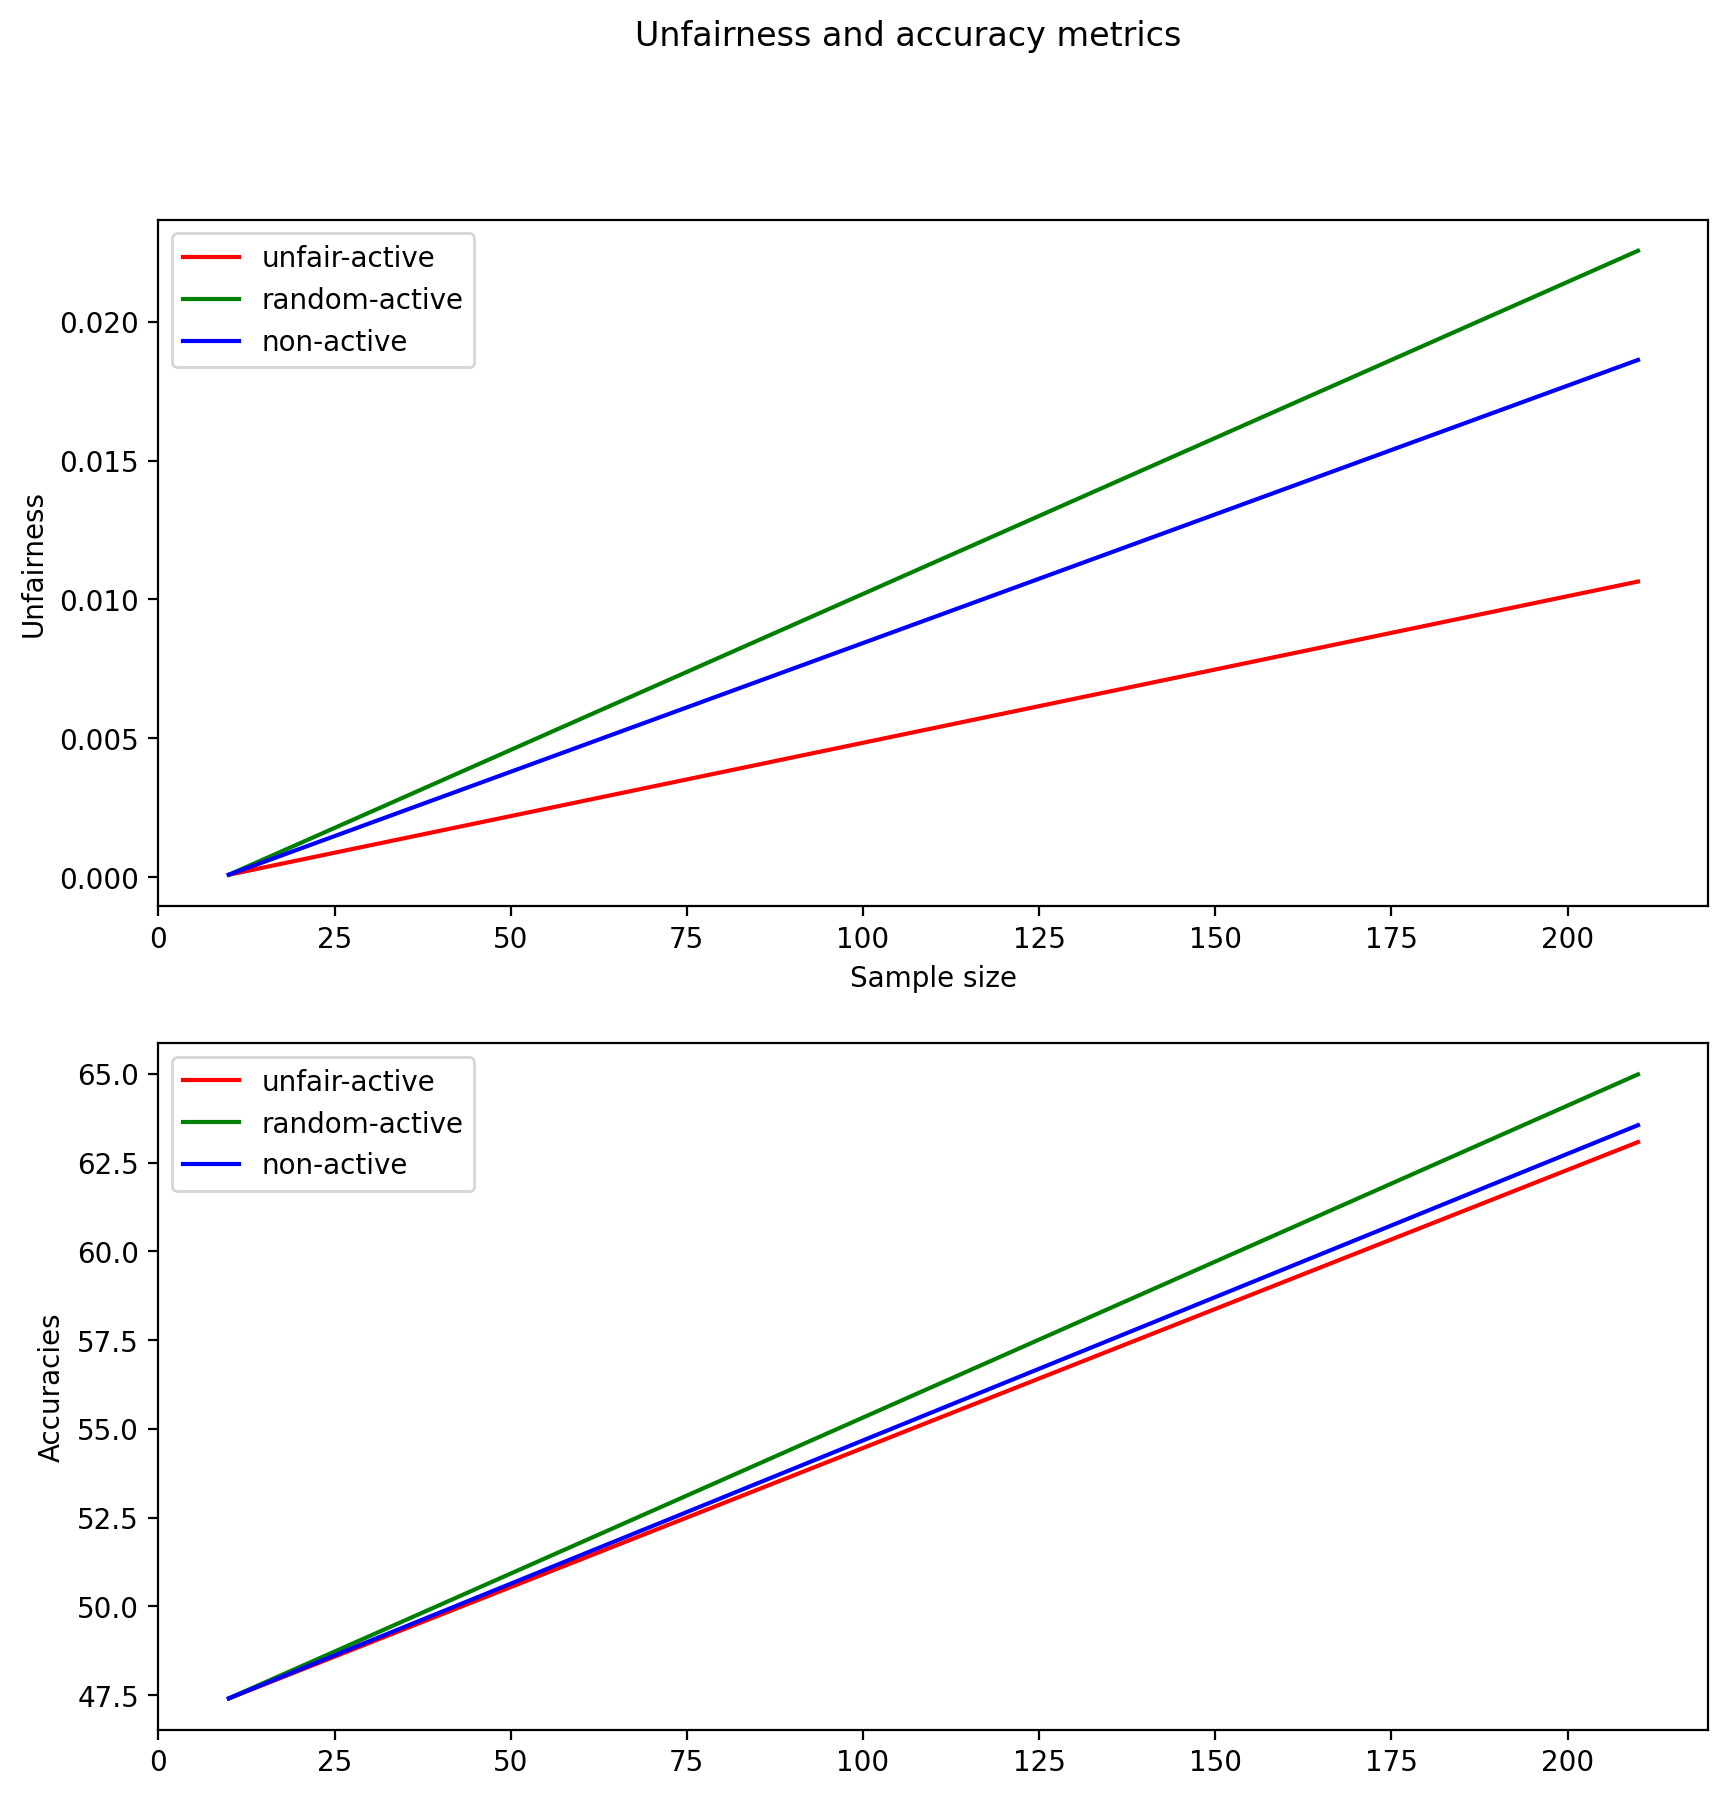 Unfairness and accuracy metrics
unfair-active
random-active
non-active
0.020
0.015
0.010
0.005
0.000
Unfairness
0 25 50 75 100 125 150 175 200
Sample size
unfair-active
random-active
non-active
65.0
62.5
60.0
57.5
55.0
52.5
50.0
47.5
Accuracies
0 25 50 75 100 125 150 175 200